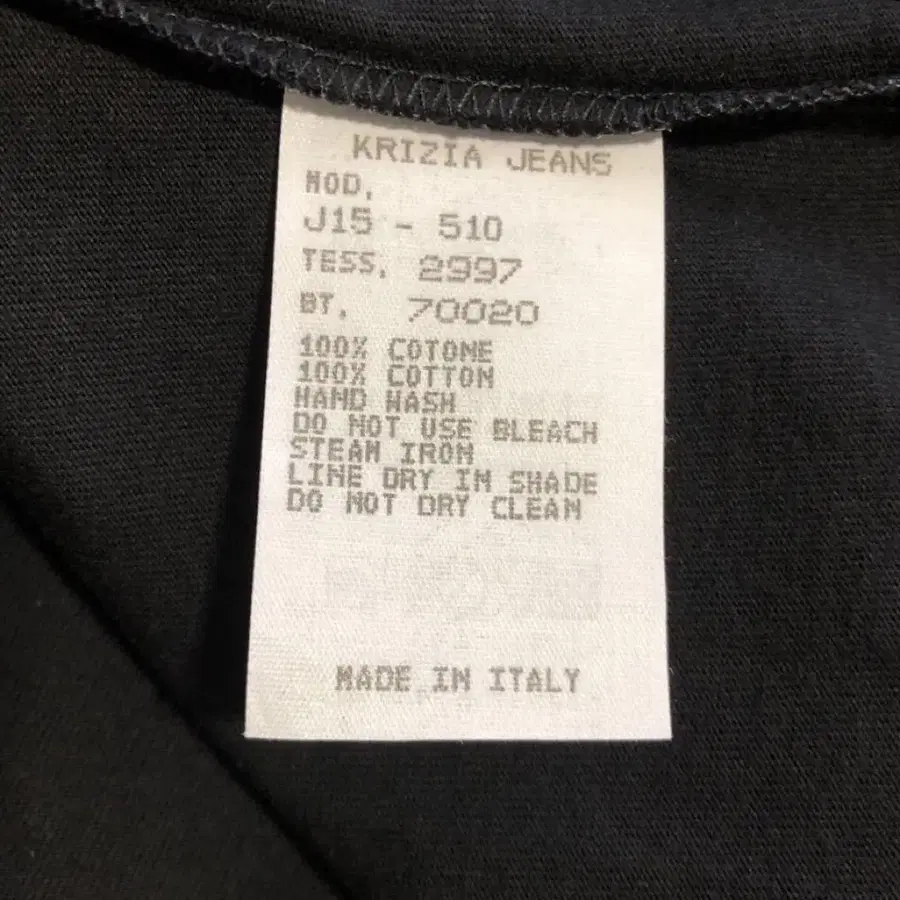 KRIZIA JEANS
MOD.
J15 - 510
TESS. 2997
BT. 70020
100% COTONE
100% COTTON
HAND WASH
DO NOT USE BLEACH
STEAM IRON
LINE DRY IN SHADE
DO NOT DRY CLEAN
MADE IN ITALY